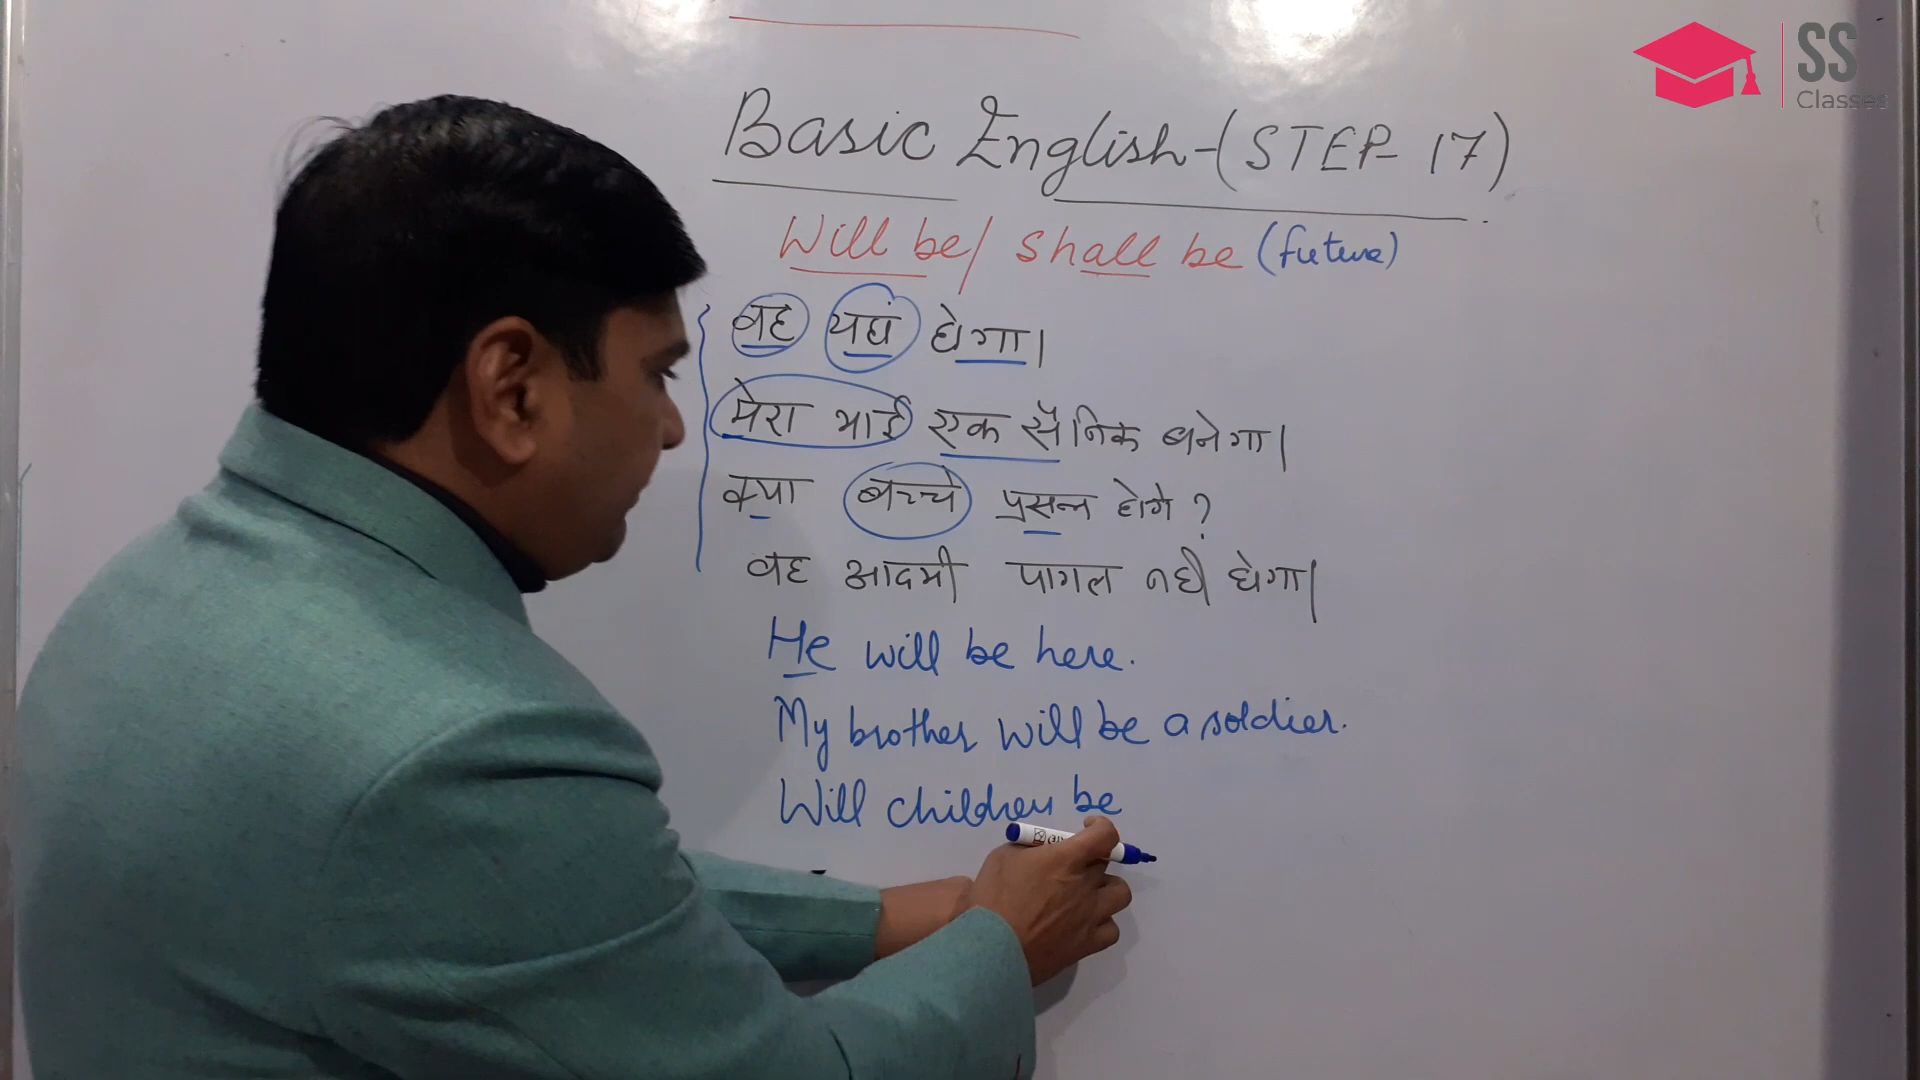 SS
Classes
Basic English-(STEP- 17)
Will be/ shall be (future)
वह यहां होगा।
मेरा भाई एक सैनिक बनेगा।
क्या बच्चे प्रसन्न होगे ?
वह आदमी पागल नही होगा।
He will be here.
My brother will be a soldier.
Will children be